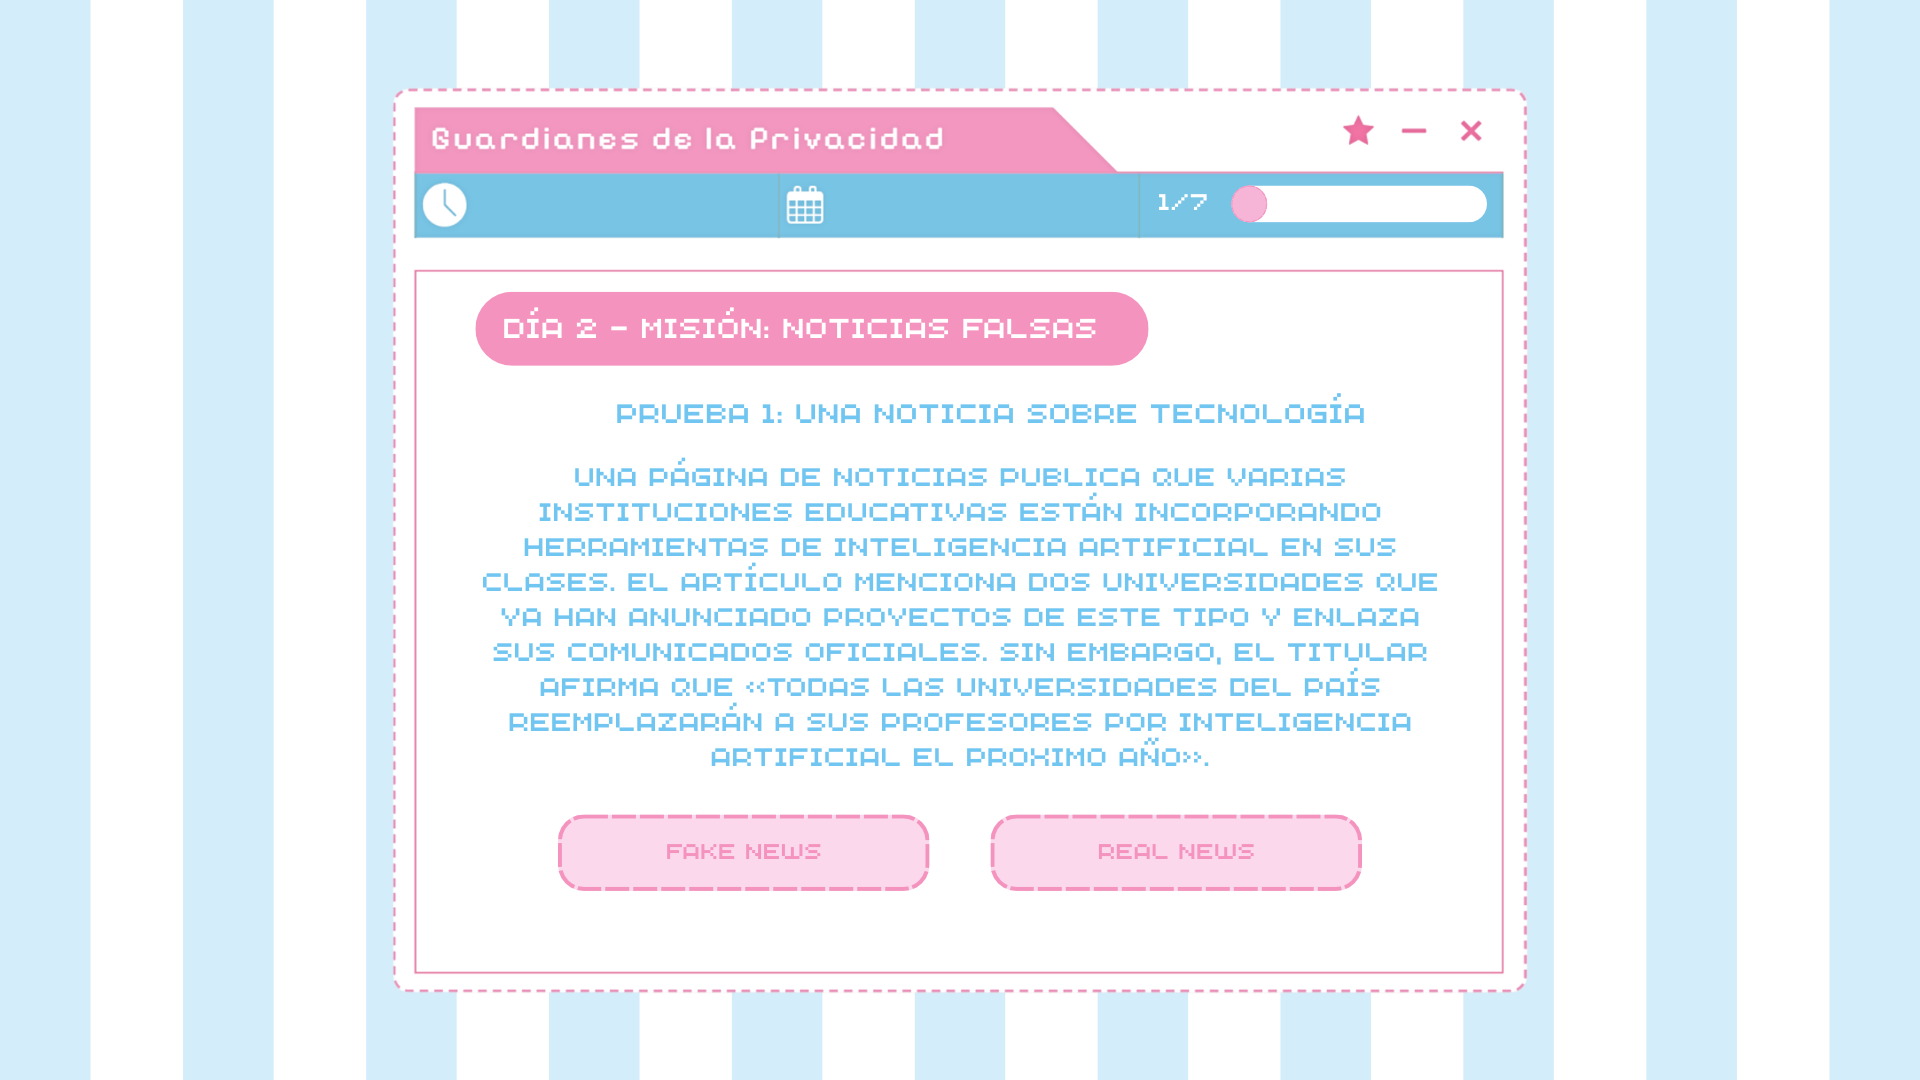 Guardianes de la Privacidad
1/7
DÍA 2 - MISIÓN: NOTICIAS FALSAS
PRUEBA 1: UNA NOTICIA SOBRE TECNOLOGÍA
UNA PÁGINA DE NOTICIAS PUBLICA QUE VARIAS
INSTITUCIONES EDUCATIVAS ESTÁN INCORPORANDO
HERRAMIENTAS DE INTELIGENCIA ARTIFICIAL EN SUS
CLASES. EL ARTÍCULO MENCIONA DOS UNIVERSIDADES QUE
YA HAN ANUNCIADO PROYECTOS DE ESTE TIPO Y ENLAZA
SUS COMUNICADOS OFICIALES. SIN EMBARGO, EL TITULAR
AFIRMA QUE «TODAS LAS UNIVERSIDADES DEL PAÍS
REEMPLAZARÁN A SUS PROFESORES POR INTELIGENCIA
ARTIFICIAL EL PROXIMO AÑO».
FAKE NEWS
REAL NEWS